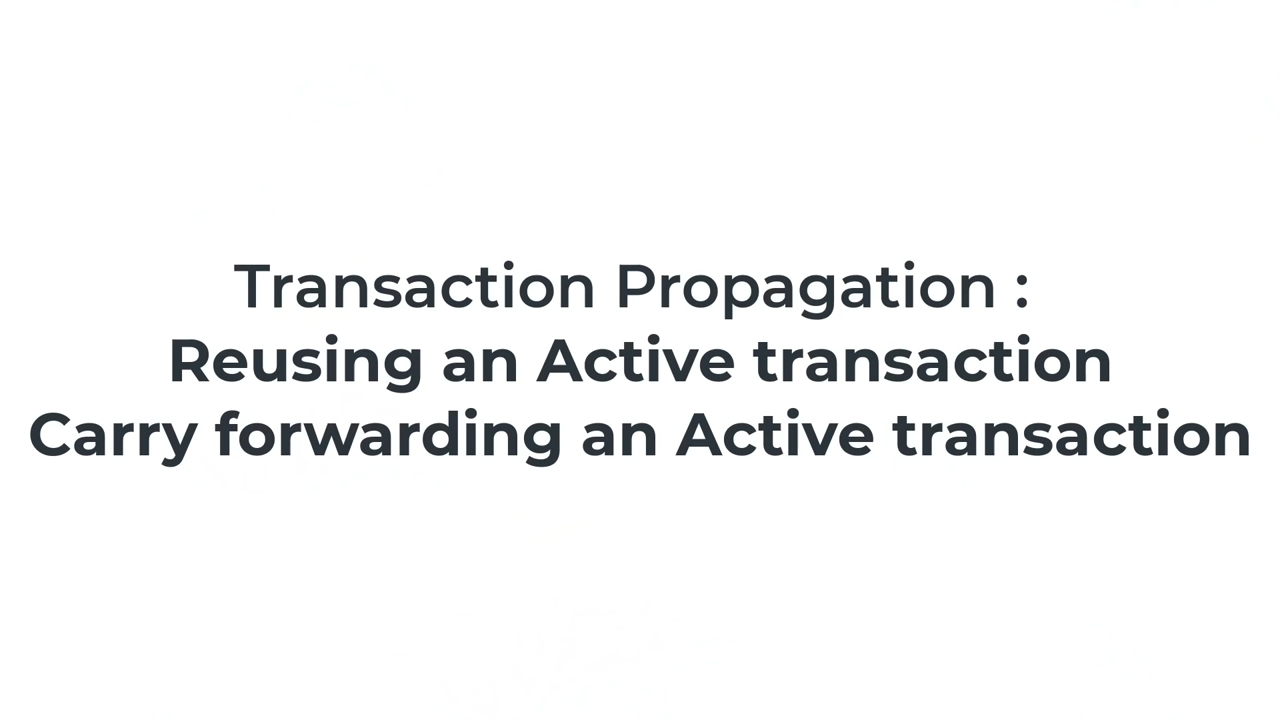 Transaction Propagation :
Reusing an Active transaction
Carry forwarding an Active transaction